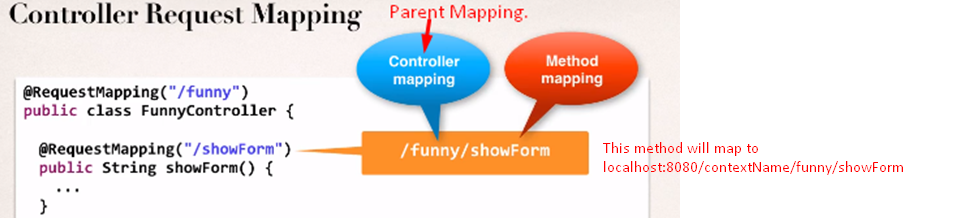 Controller Request Mapping
Parent Mapping.
Controller
mapping
Method
mapping
@RequestMapping("/funny")
public class FunnyController {
@RequestMapping("/showForm")
public String showForm() {
...
}
/funny/showForm
This method will map to
localhost:8080/contextName/funny/showForm